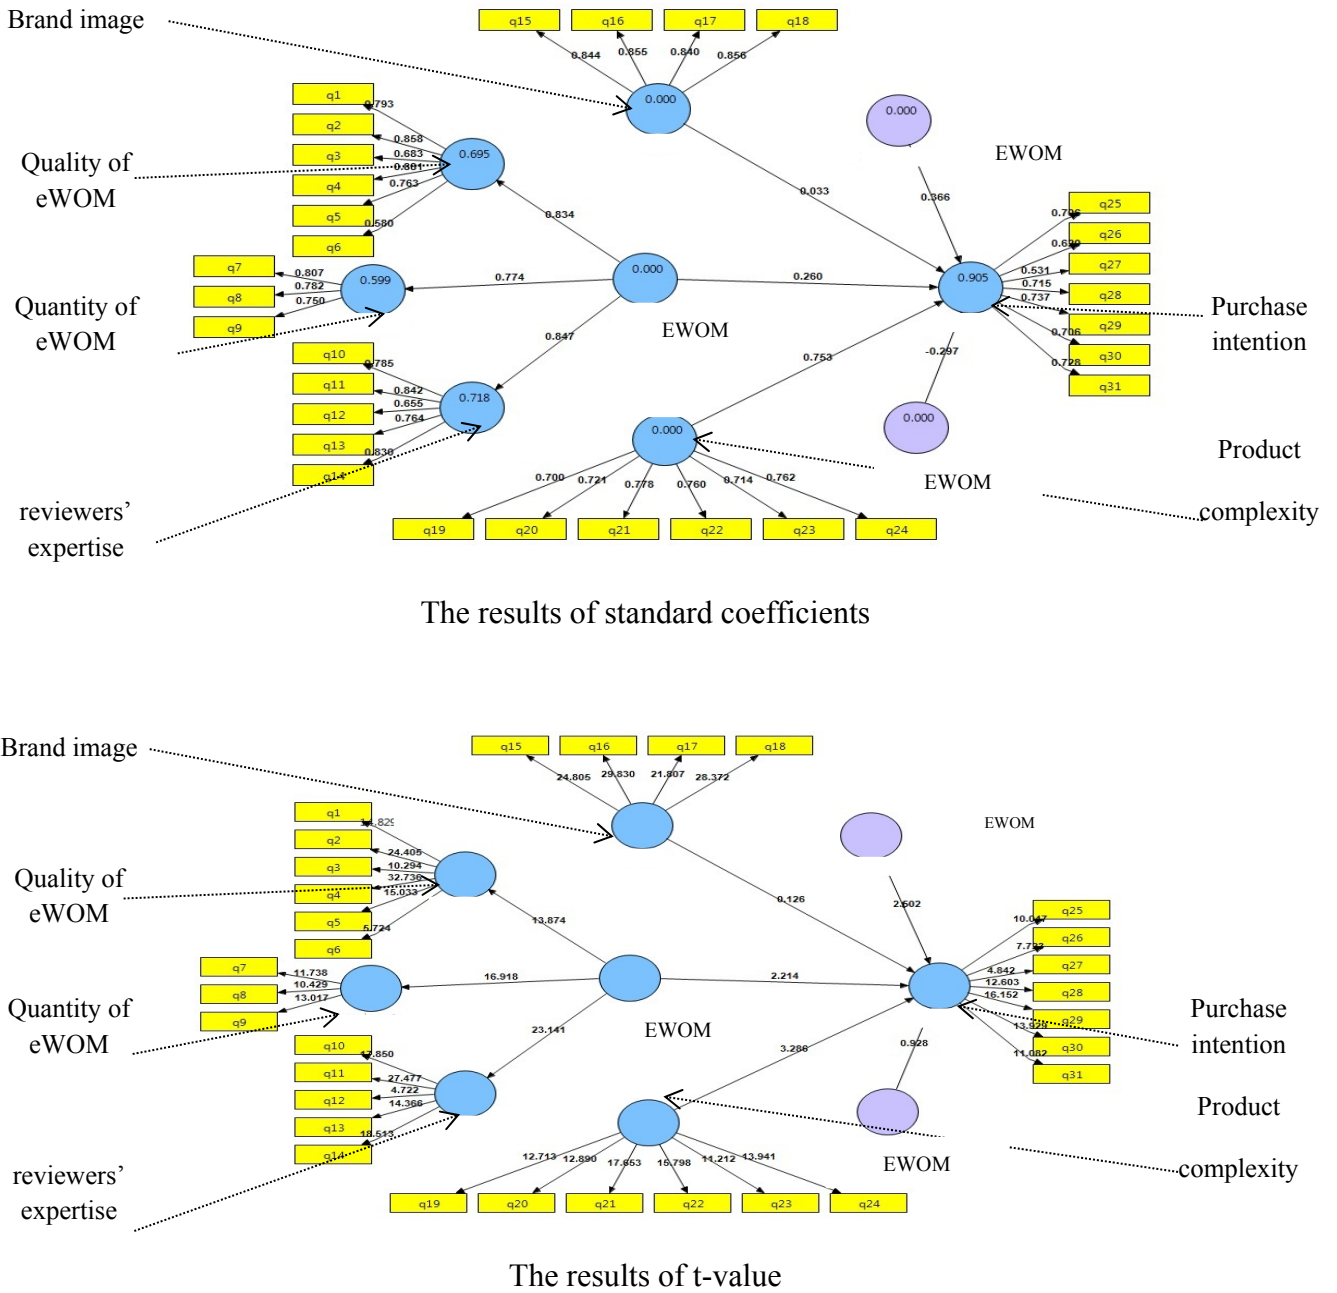 Brand image
q15 q16 q17 q18
0.844 0.855 0.840 0.856
0.000
0.000
EWOM
q1
q2
q3
q4
q5
q6
0.793
0.858
0.683
0.763
0.580
0.695
Quality of
eWOM
0.834
0.033
0.366
q25
q26
q27
q28
q29
q30
q31
0.531
0.715
0.737
0.706
0.728
0.905
q7
q8
q9
0.807
0.782
0.750
0.599
Quantity of
eWOM
0.774
0.000
EWOM
0.260
Purchase
intention
q10
q11
q12
q13
q14
0.785
0.842
0.655
0.764
0.830
0.718
0.847
0.753
-0.297
0.000
0.000
EWOM
Product
complexity
reviewers’
expertise
0.700 0.721 0.778 0.760 0.714 0.762
q19 q20 q21 q22 q23 q24
The results of standard coefficients
Brand image
q15 q16 q17 q18
24.805 29.830 21.807 28.372
EWOM
q1
q2
q3
q4
q5
q6
24.405
10.294
32.736
15.033
5.724
Quality of
eWOM
13.874
0.126
2.502
q25
q26
q27
q28
q29
q30
q31
10.047
4.842
12.603
16.152
13.929
11.082
q7
q8
q9
11.738
10.429
13.017
Quantity of
eWOM
16.918
EWOM
2.214
Purchase
intention
q10
q11
q12
q13
q14
27.477
4.722
14.366
18.513
23.141
3.286
0.928
EWOM
Product
complexity
reviewers’
expertise
12.713 12.890 17.653 15.798 11.212 13.941
q19 q20 q21 q22 q23 q24
The results of t-value